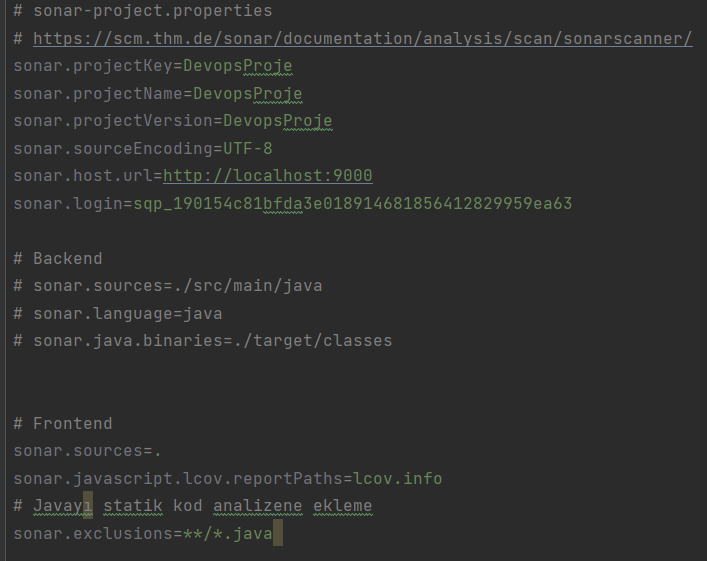 # sonar-project.properties
# https://scm.thm.de/sonar/documentation/analysis/scan/sonarscanner/
sonar.projectKey=DevopsProje
sonar.projectName=DevopsProje
sonar.projectVersion=DevopsProje
sonar.sourceEncoding=UTF-8
sonar.host.url=http://localhost:9000
sonar.login=sqp_190154c81bfda3e018914681856412829959ea63
# Backend
# sonar.sources=./src/main/java
# sonar.language=java
# sonar.java.binaries=./target/classes
# Frontend
sonar.sources=.
sonar.javascript.lcov.reportPaths=lcov.info
# Javayı statik kod analizene ekleme
sonar.exclusions=**/*.java